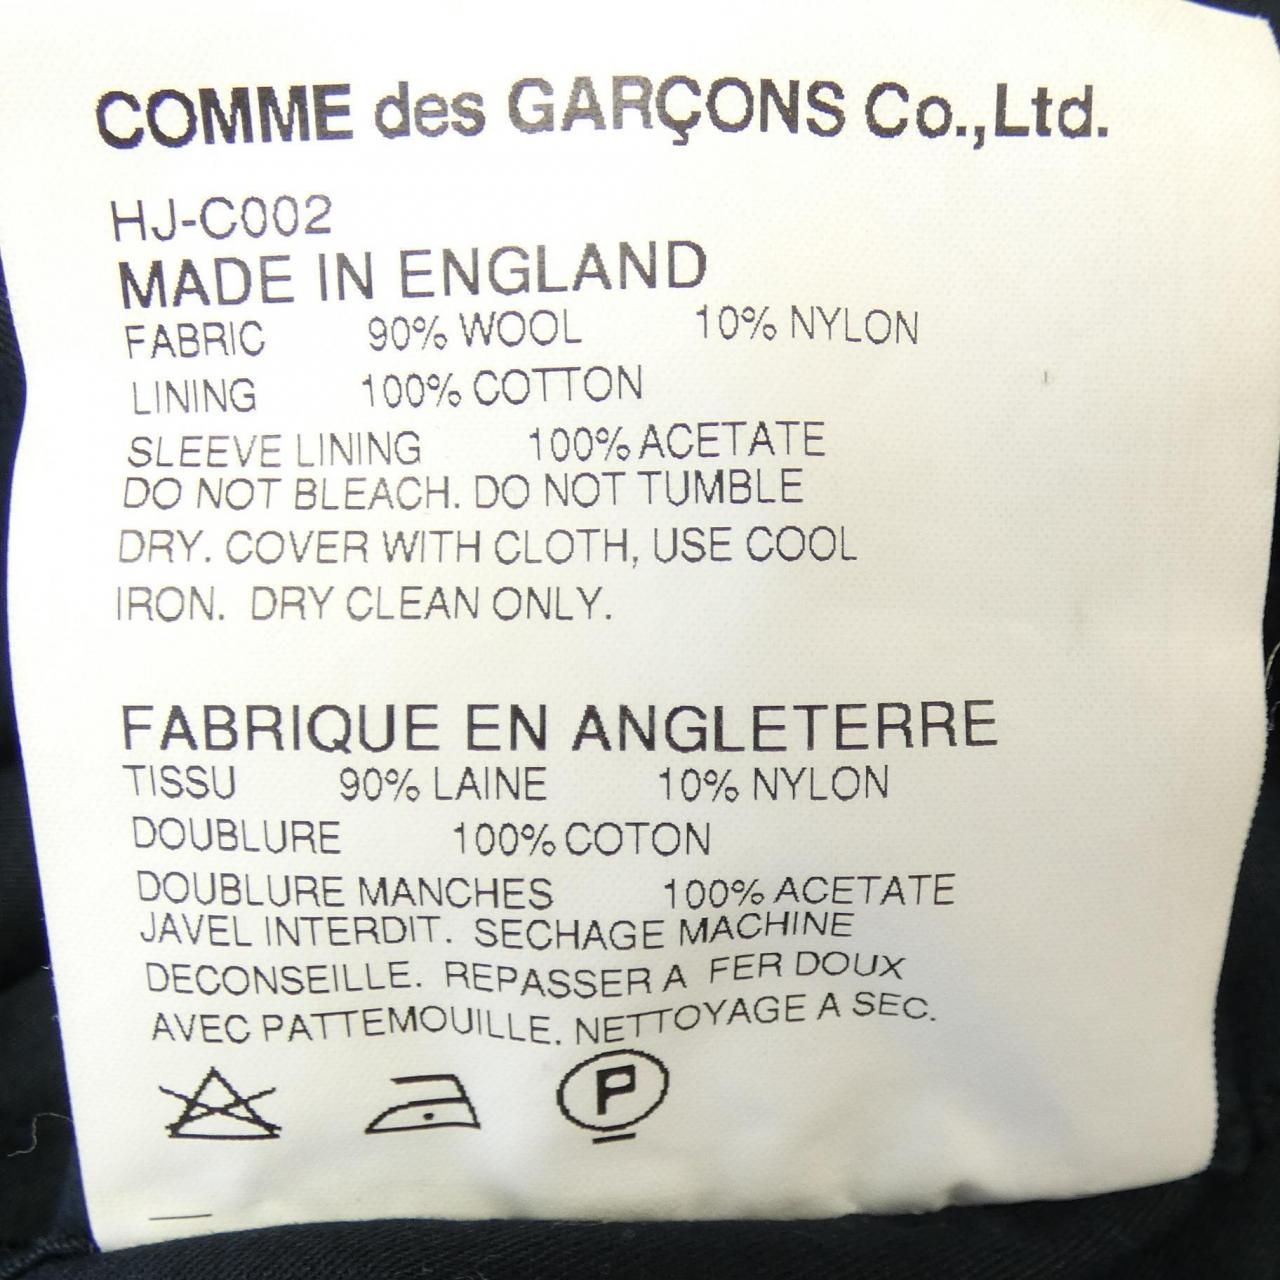 COMME des GARÇONS Co.,Ltd.
HJ-C002
MADE IN ENGLAND
FABRIC 90% WOOL 10% NYLON
LINING 100% COTTON
SLEEVE LINING 100% ACETATE
DO NOT BLEACH. DO NOT TUMBLE
DRY. COVER WITH CLOTH, USE COOL
IRON. DRY CLEAN ONLY.
FABRIQUE EN ANGLETERRE
TISSU 90% LAINE 10% NYLON
DOUBLURE 100% COTON
DOUBLURE MANCHES 100% ACETATE
JAVEL INTERDIT. SECHAGE MACHINE
DECONSEILLE. REPASSER A FER DOUX
AVEC PATTEMOUILLE. NETTOYAGE A SEC.
P